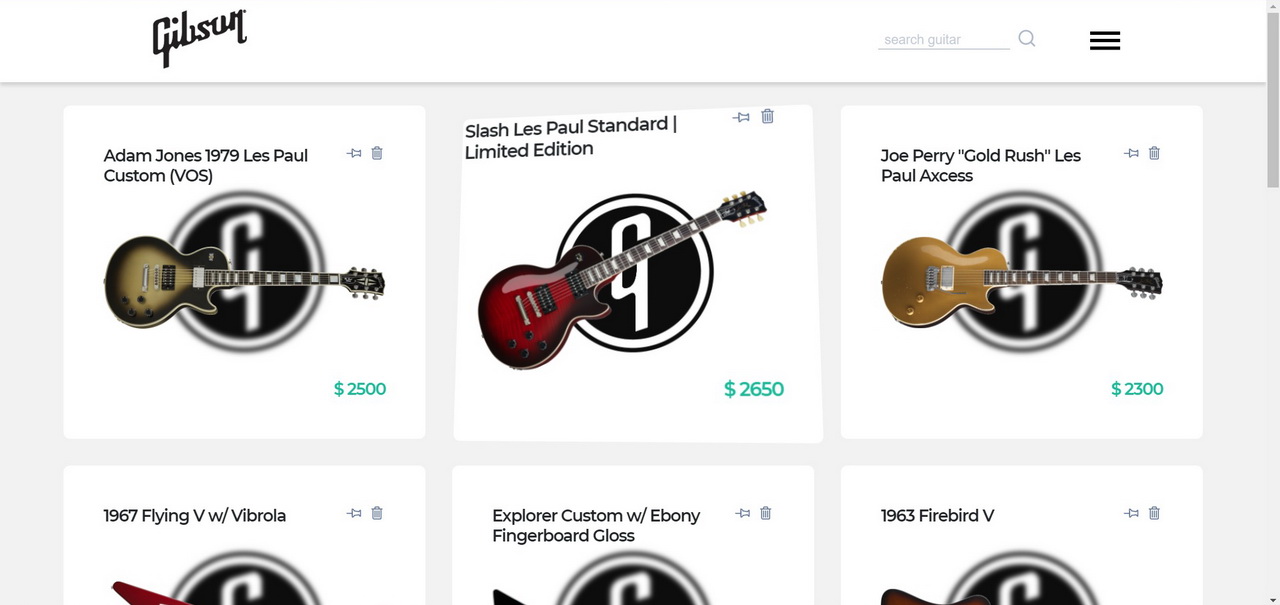 Gibson
search guitar
Adam Jones 1979 Les Paul
Custom (VOS)
$ 2500
Slash Les Paul Standard |
Limited Edition
$ 2650
Joe Perry "Gold Rush" Les
Paul Axcess
$ 2300
1967 Flying V w/ Vibrola
Explorer Custom w/ Ebony
Fingerboard Gloss
1963 Firebird V